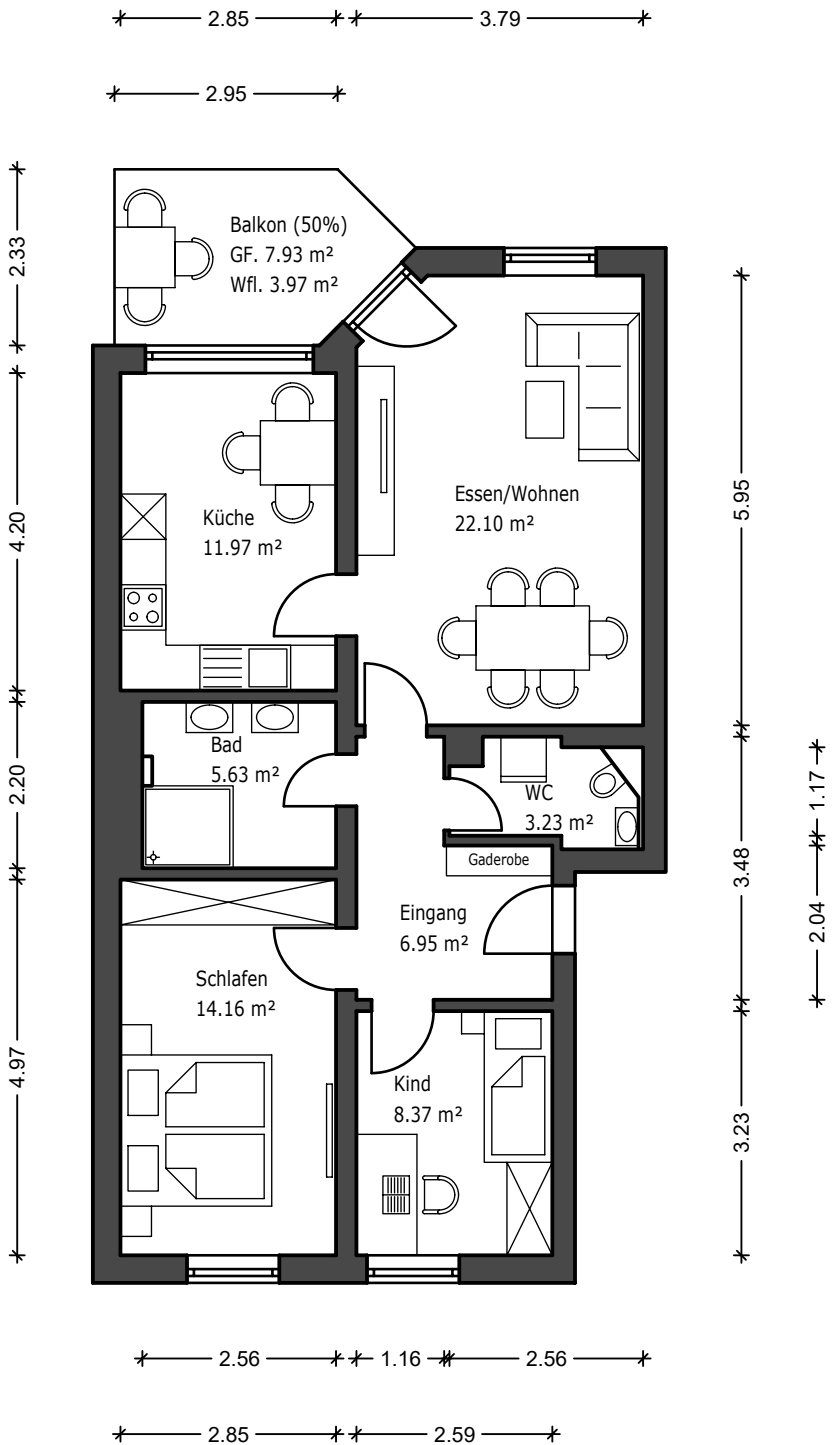 2.85
3.79
2.95
2.33
Balkon (50%)
GF. 7.93 m²
Wfl. 3.97 m²
4.20
Küche
11.97 m²
Essen/Wohnen
22.10 m²
5.95
2.20
Bad
5.63 m²
WC
3.23 m²
1.17
3.48
Gaderobe
Eingang
6.95 m²
2.04
Schlafen
14.16 m²
4.97
Kind
8.37 m²
3.23
2.56
1.16
2.56
2.85
2.59